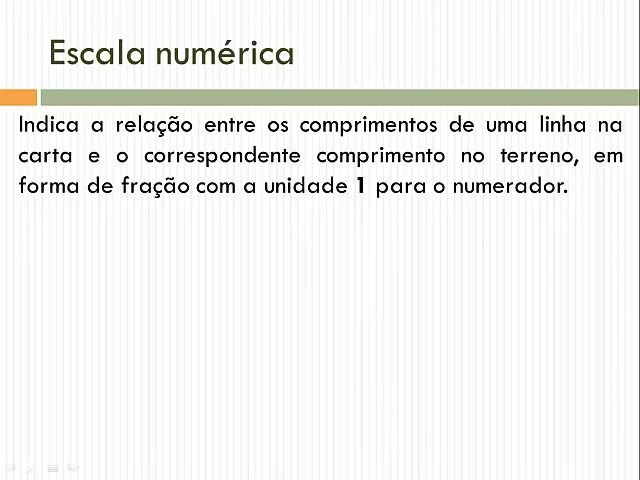 Escala numérica
Indica a relação entre os comprimentos de uma linha na
carta e o correspondente comprimento no terreno, em
forma de fração com a unidade 1 para o numerador.